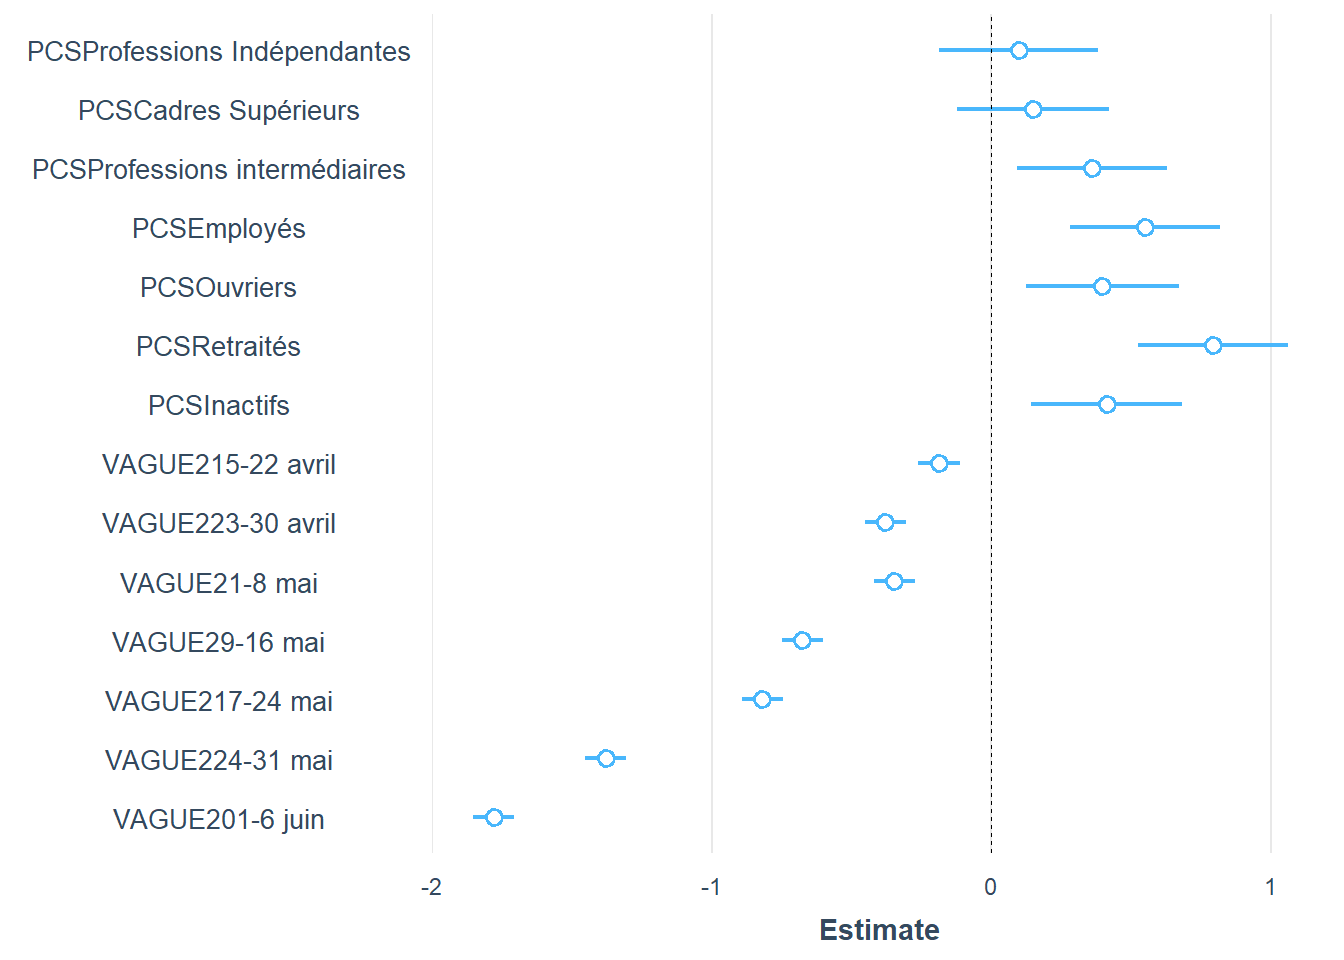 PCSProfessions Indépendantes
PCSCadres Supérieurs
PCSProfessions intermédiaires
PCSEmployés
PCSOuvriers
PCSRetraités
PCSInactifs
VAGUE215-22 avril
VAGUE223-30 avril
VAGUE21-8 mai
VAGUE29-16 mai
VAGUE217-24 mai
VAGUE224-31 mai
VAGUE201-6 juin
-2 -1 0 1
Estimate